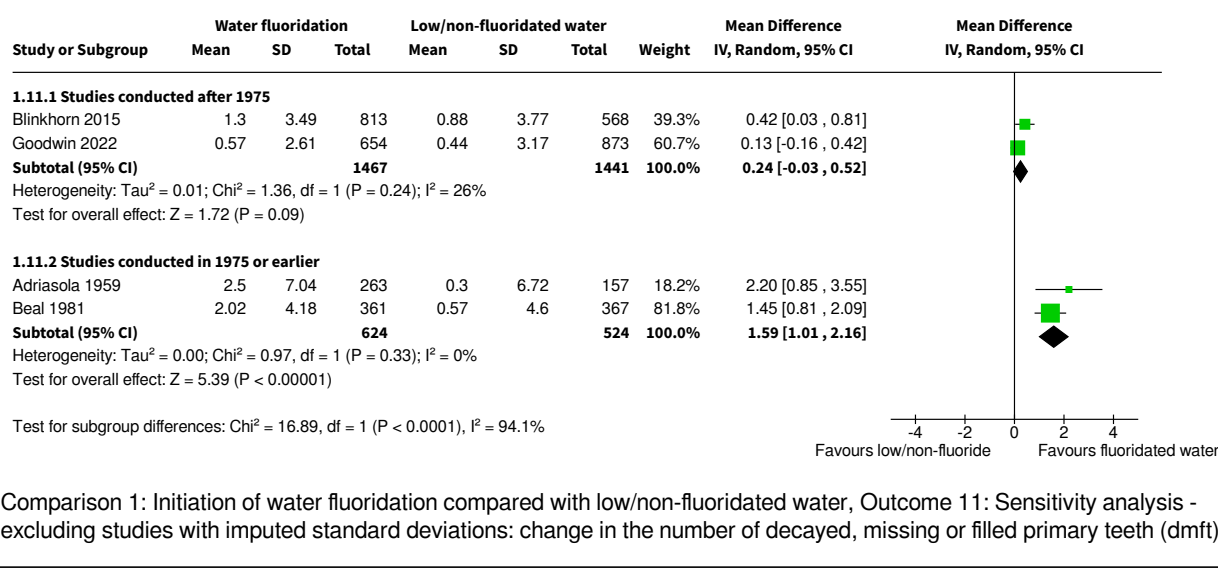 Water fluoridation Low/non-fluoridated water Mean Difference Mean Difference
Study or Subgroup Mean SD Total Mean SD Total Weight IV, Random, 95% CI IV, Random, 95% CI
1.11.1 Studies conducted after 1975
Blinkhorn 2015 1.3 3.49 813 0.88 3.77 568 39.3% 0.42 [0.03 , 0.81]
Goodwin 2022 0.57 2.61 654 0.44 3.17 873 60.7% 0.13 [-0.16 , 0.42]
Subtotal (95% CI) 1467 1441 100.0% 0.24 [-0.03 , 0.52]
Heterogeneity: Tau² = 0.01; Chi² = 1.36, df = 1 (P = 0.24); I² = 26%
Test for overall effect: Z = 1.72 (P = 0.09)
1.11.2 Studies conducted in 1975 or earlier
Adriasola 1959 2.5 7.04 263 0.3 6.72 157 18.2% 2.20 [0.85 , 3.55]
Beal 1981 2.02 4.18 361 0.57 4.6 367 81.8% 1.45 [0.81 , 2.09]
Subtotal (95% CI) 624 524 100.0% 1.59 [1.01 , 2.16]
Heterogeneity: Tau² = 0.00; Chi² = 0.97, df = 1 (P = 0.33); I² = 0%
Test for overall effect: Z = 5.39 (P < 0.00001)
Test for subgroup differences: Chi² = 16.89, df = 1 (P < 0.0001), I² = 94.1%
-4 -2 0 2 4
Favours low/non-fluoride Favours fluoridated water
Comparison 1: Initiation of water fluoridation compared with low/non-fluoridated water, Outcome 11: Sensitivity analysis -
excluding studies with imputed standard deviations: change in the number of decayed, missing or filled primary teeth (dmft)